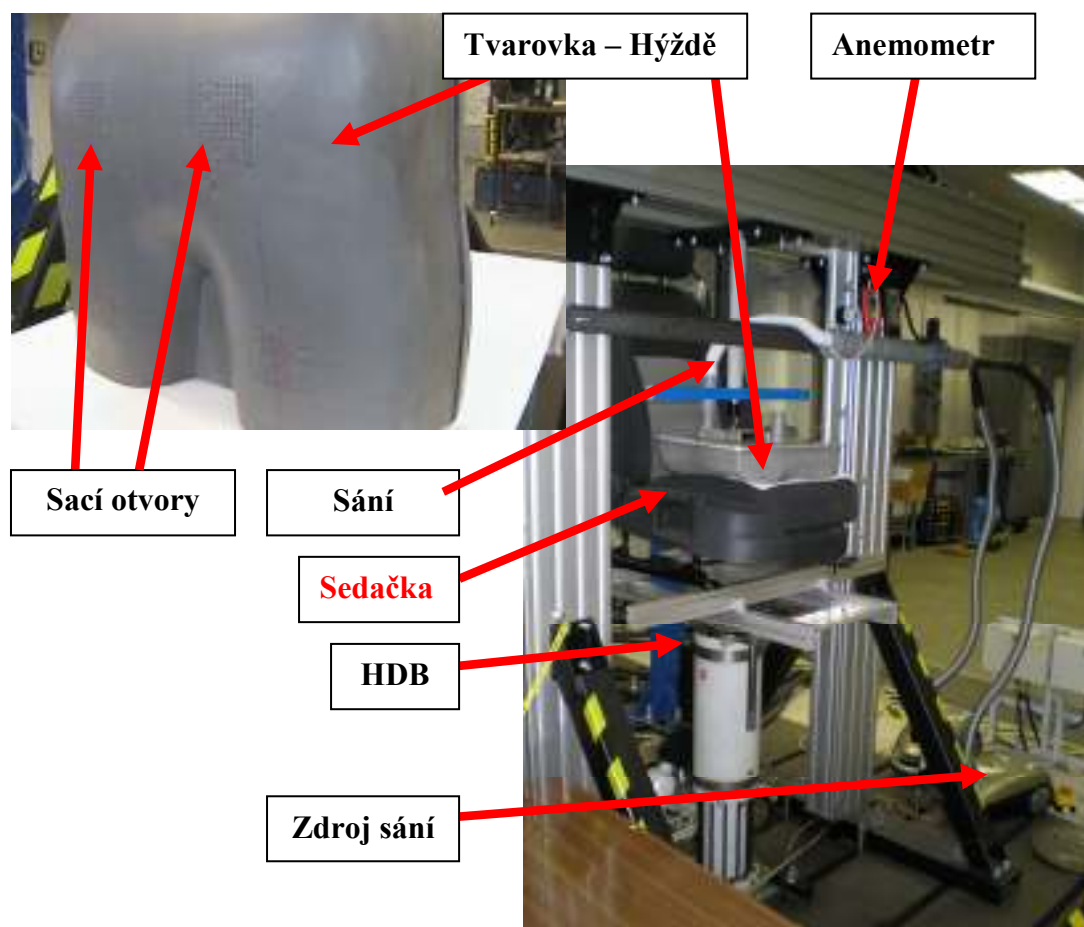 Tvarovka – Hýždě
Anemometr
Sací otvory
Sání
Sedačka
HDB
Zdroj sání